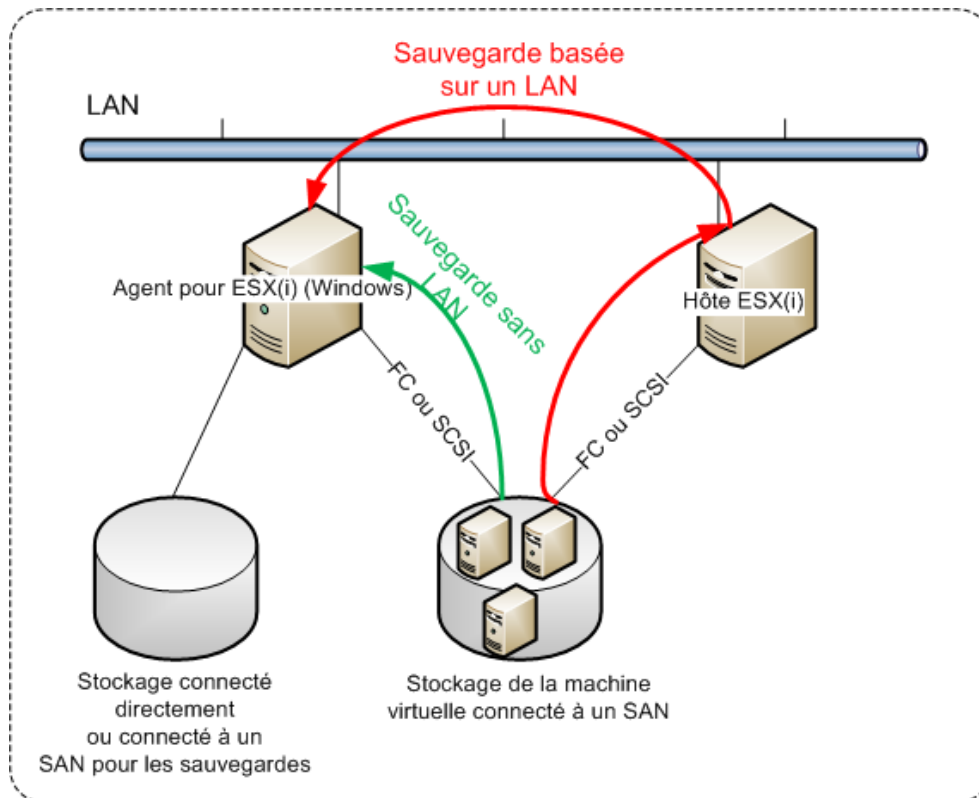 Sauvegarde basée
sur un LAN
LAN
Sauvegarde sans
LAN
Agent pour ESX(i) (Windows)
Hôte ESX(i)
FC ou SCSI
FC ou SCSI
Stockage connecté
directement
ou connecté à un
SAN pour les sauvegardes
Stockage de la machine
virtuelle connecté à un SAN